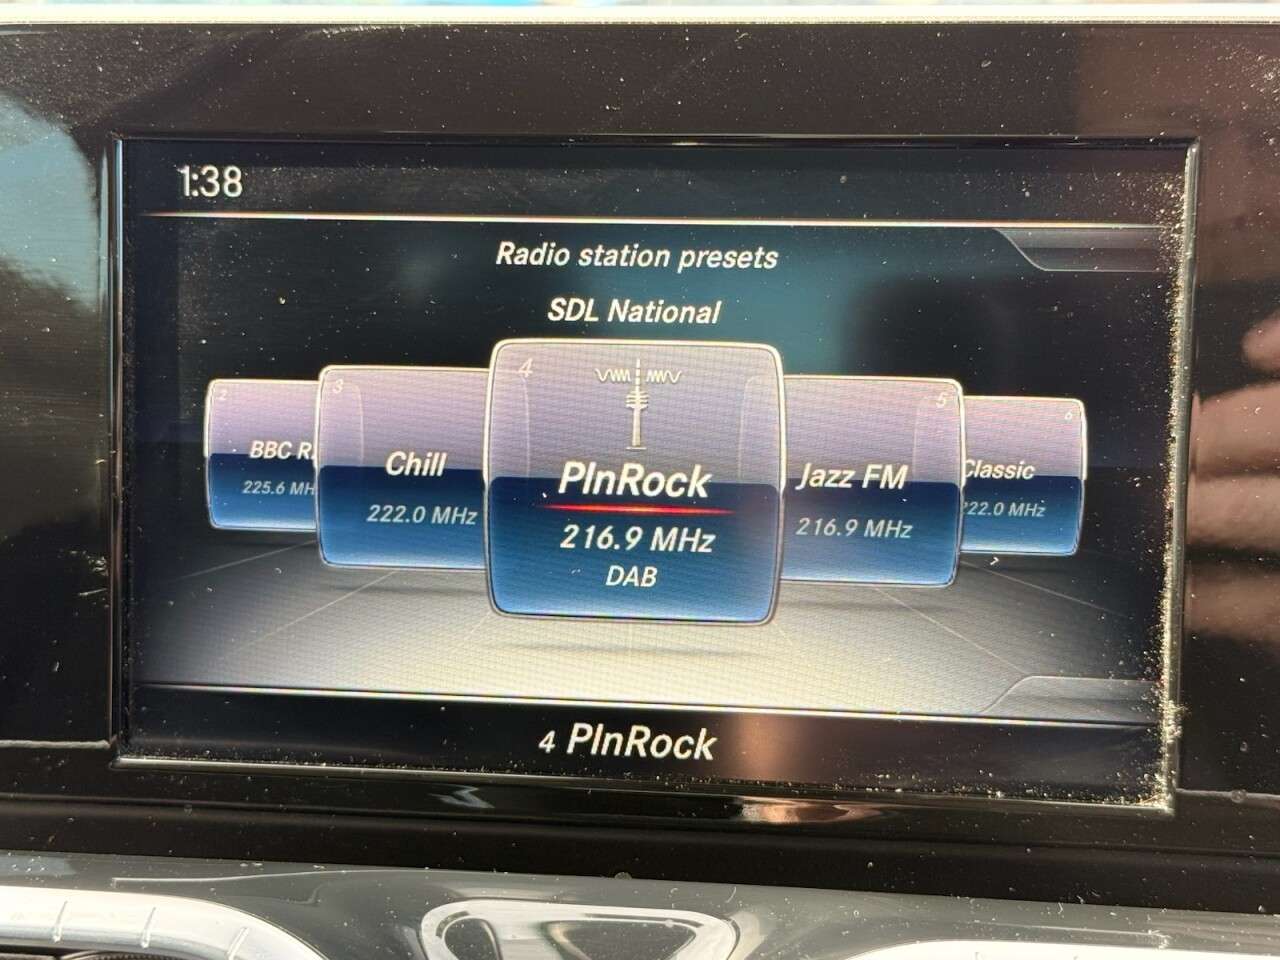 1:38
Radio station presets
SDL National
2
BBC R
225.6 MH
3
Chill
222.0 MHz
4
PlnRock
216.9 MHz
DAB
5
Jazz FM
216.9 MHz
6
Classic
22.0 MHz
4 PlnRock